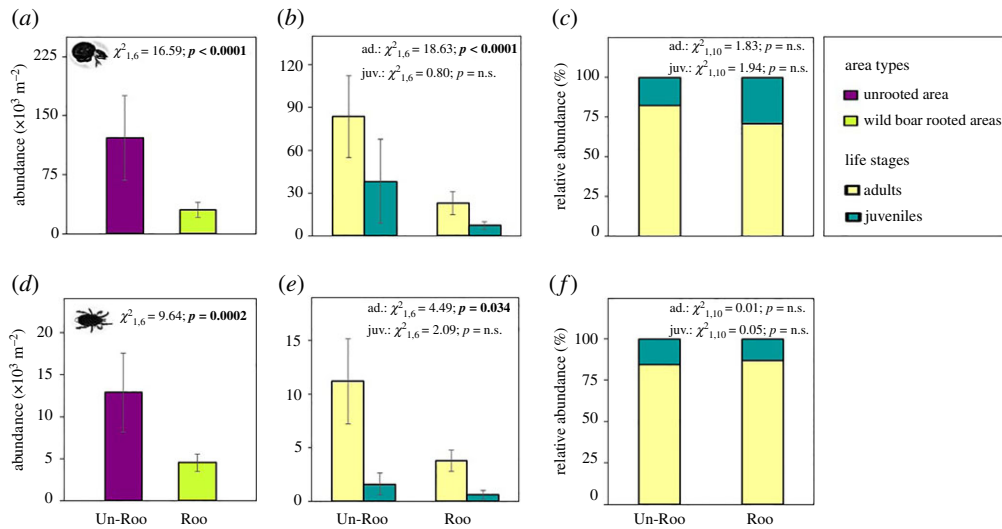 (a)
χ²1,6 = 16.59; p < 0.0001
225
150
75
0
abundance (×10³ m⁻²)
(b)
ad.: χ²1,6 = 18.63; p < 0.0001
juv.: χ²1,6 = 0.80; p = n.s.
120
90
60
30
0
(c)
ad.: χ²1,10 = 1.83; p = n.s.
juv.: χ²1,10 = 1.94; p = n.s.
100
75
50
25
0
relative abundance (%)
area types
unrooted area
wild boar rooted areas
life stages
adults
juveniles
(d)
χ²1,6 = 9.64; p = 0.0002
20
15
10
5
0
abundance (×10³ m⁻²)
Un-Roo Roo
(e)
ad.: χ²1,6 = 4.49; p = 0.034
juv.: χ²1,6 = 2.09; p = n.s.
15
10
5
0
Un-Roo Roo
(f)
ad.: χ²1,10 = 0.01; p = n.s.
juv.: χ²1,10 = 0.05; p = n.s.
100
75
50
25
0
relative abundance (%)
Un-Roo Roo